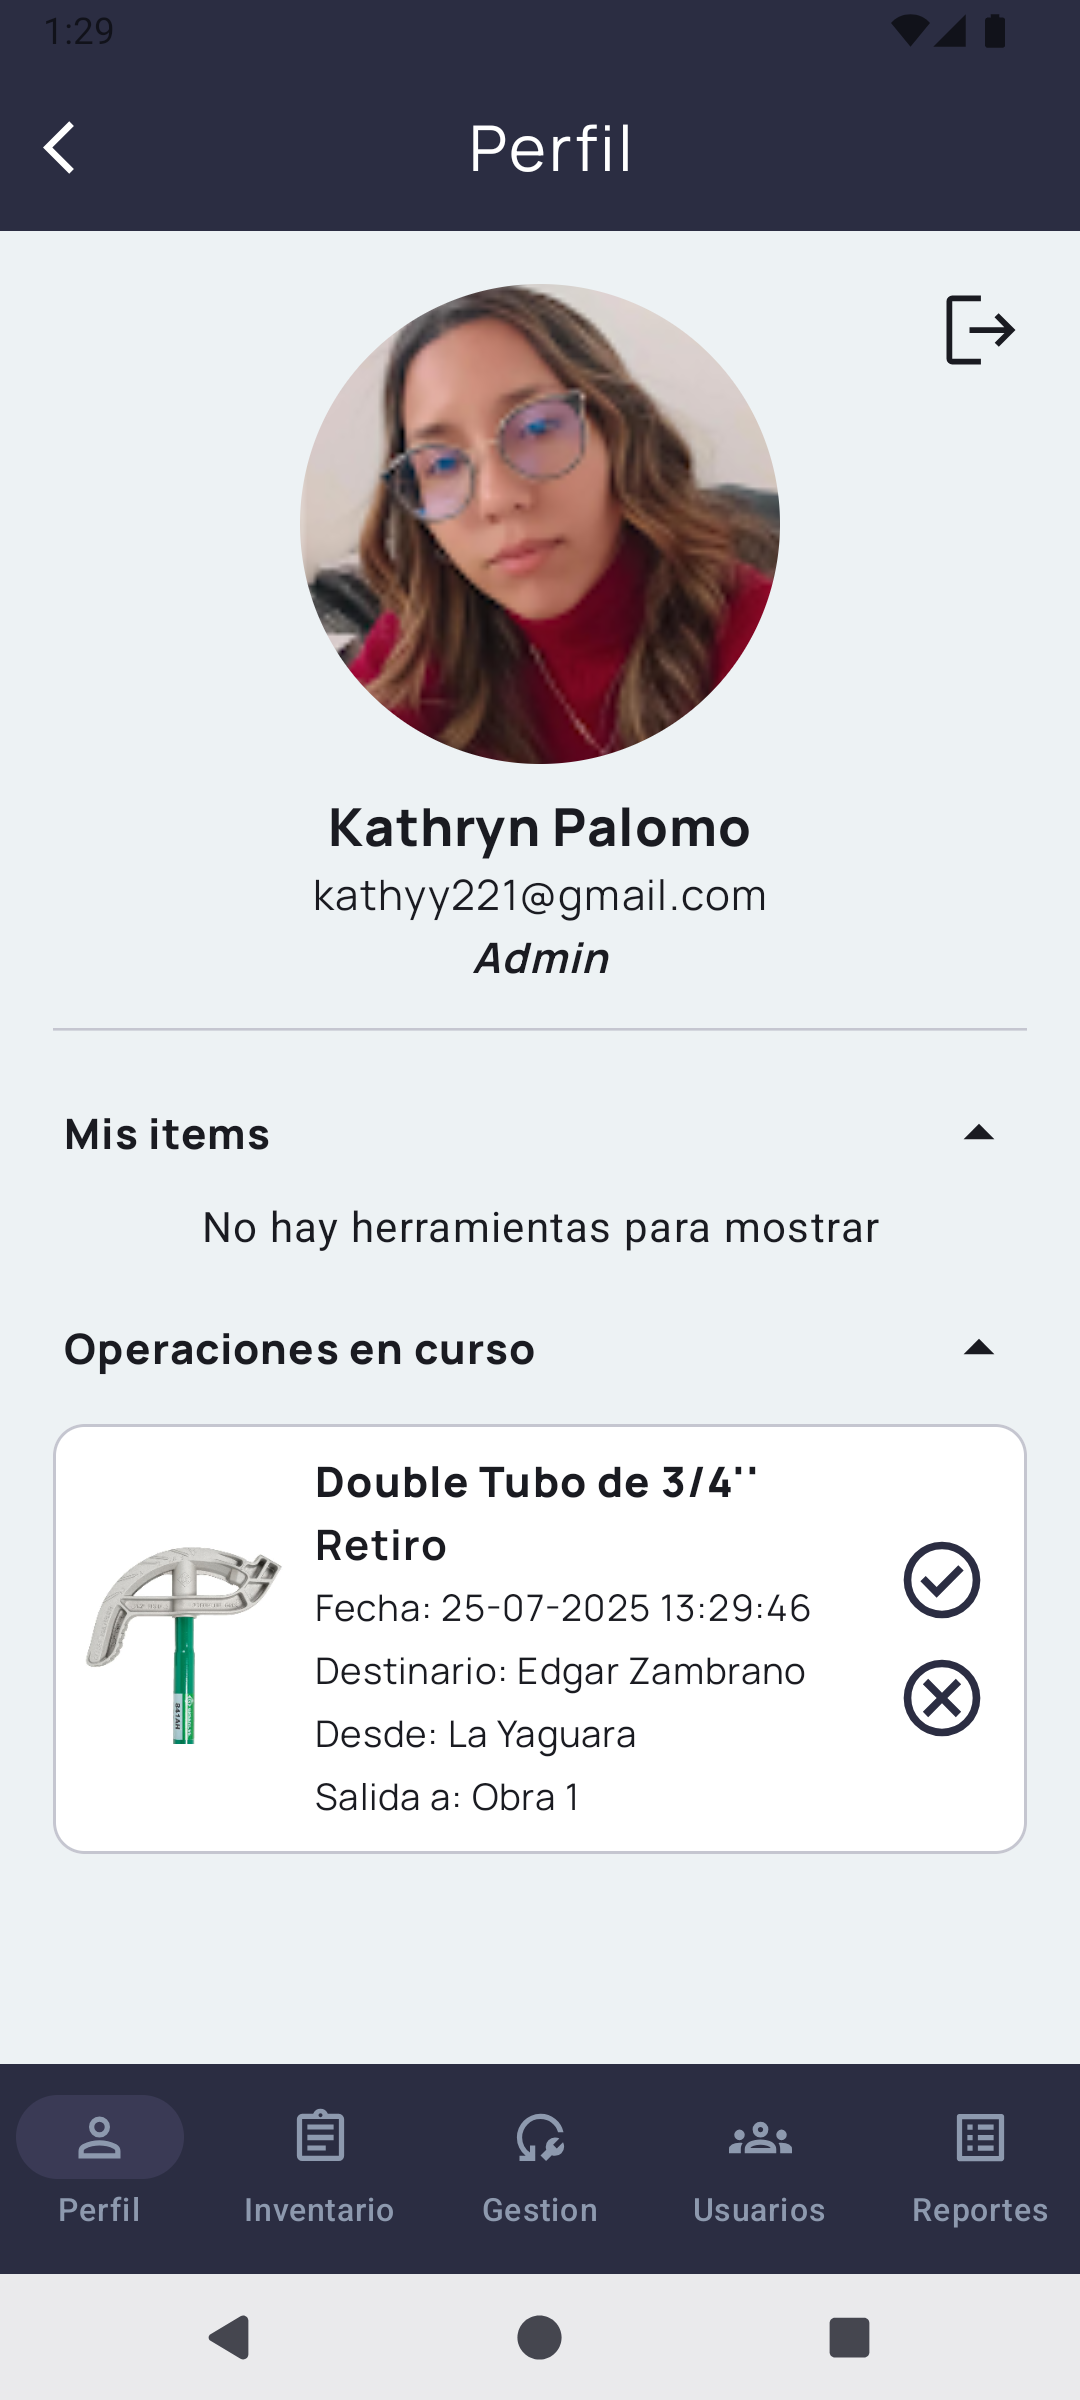 1:29
Perfil
Kathryn Palomo
kathyy221@gmail.com
Admin
Mis items
No hay herramientas para mostrar
Operaciones en curso
Double Tubo de 3/4''
Retiro
Fecha: 25-07-2025 13:29:46
Destinario: Edgar Zambrano
Desde: La Yaguara
Salida a: Obra 1
841AH
Perfil
Inventario
Gestion
Usuarios
Reportes